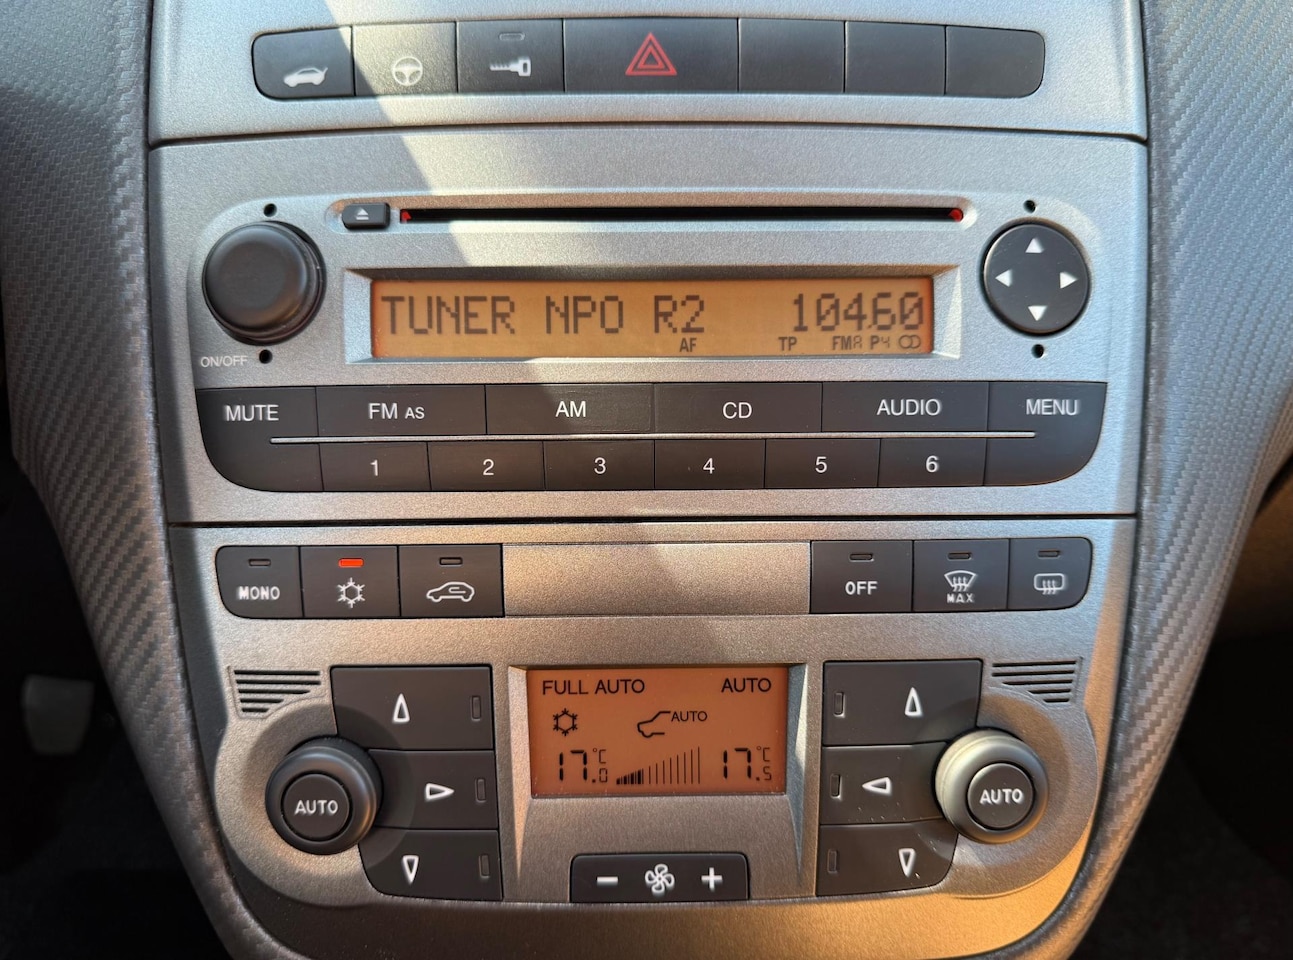 TUNER NPO R2 104.60
AF TP FMA P4
ON/OFF
MUTE FM AS AM CD AUDIO MENU
1 2 3 4 5 6
MONO OFF MAX
FULL AUTO AUTO
AUTO
17.0 °C 17.5 °C
AUTO AUTO
- +